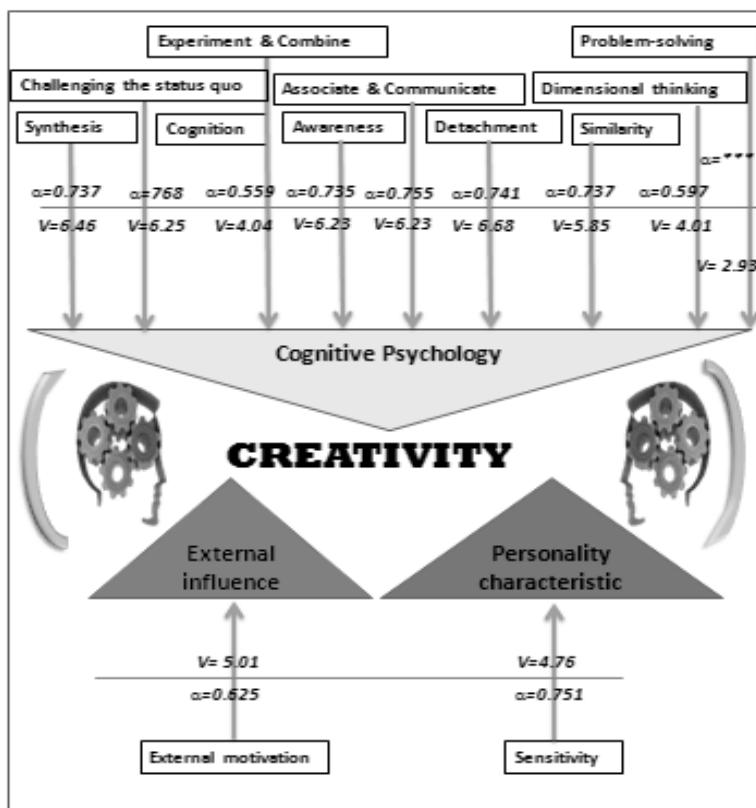 Experiment & Combine
Problem-solving
Challenging the status quo
Associate & Communicate
Dimensional thinking
Synthesis
Cognition
Awareness
Detachment
Similarity
α=***
α=0.737
α=768
α=0.559
α=0.735
α=0.755
α=0.741
α=0.737
α=0.597
V=6.46
V=6.25
V=4.04
V=6.23
V=6.23
V= 6.68
V=5.85
V= 4.01
V= 2.93
Cognitive Psychology
CREATIVITY
External
influence
Personality
characteristic
V= 5.01
V=4.76
α=0.625
α=0.751
External motivation
Sensitivity